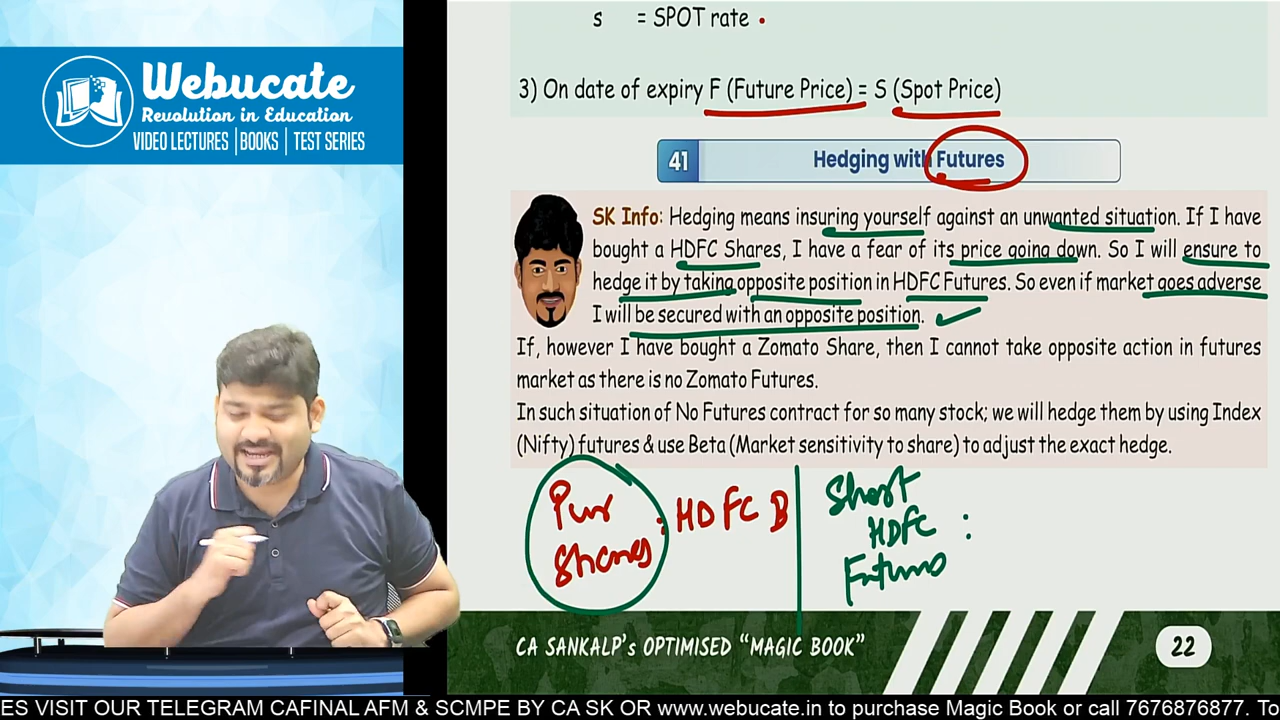 s = SPOT rate
3) On date of expiry F (Future Price) = S (Spot Price)
Webucate
Revolution in Education
VIDEO LECTURES | BOOKS | TEST SERIES
41 Hedging with Futures
SK Info: Hedging means insuring yourself against an unwanted situation. If I have
bought a HDFC Shares, I have a fear of its price going down. So I will ensure to
hedge it by taking opposite position in HDFC Futures. So even if market goes adverse
I will be secured with an opposite position.
If, however I have bought a Zomato Share, then I cannot take opposite action in futures
market as there is no Zomato Futures.
In such situation of No Futures contract for so many stock; we will hedge them by using Index
(Nifty) futures & use Beta (Market sensitivity to share) to adjust the exact hedge.
Pur
Shares : HDFC B
Short
HDFC :
Futures
CA SANKALP's OPTIMISED "MAGIC BOOK"
22
ES VISIT OUR TELEGRAM CAFINAL AFM & SCMPE BY CA SK OR www.webucate.in to purchase Magic Book or call 7676876877. To